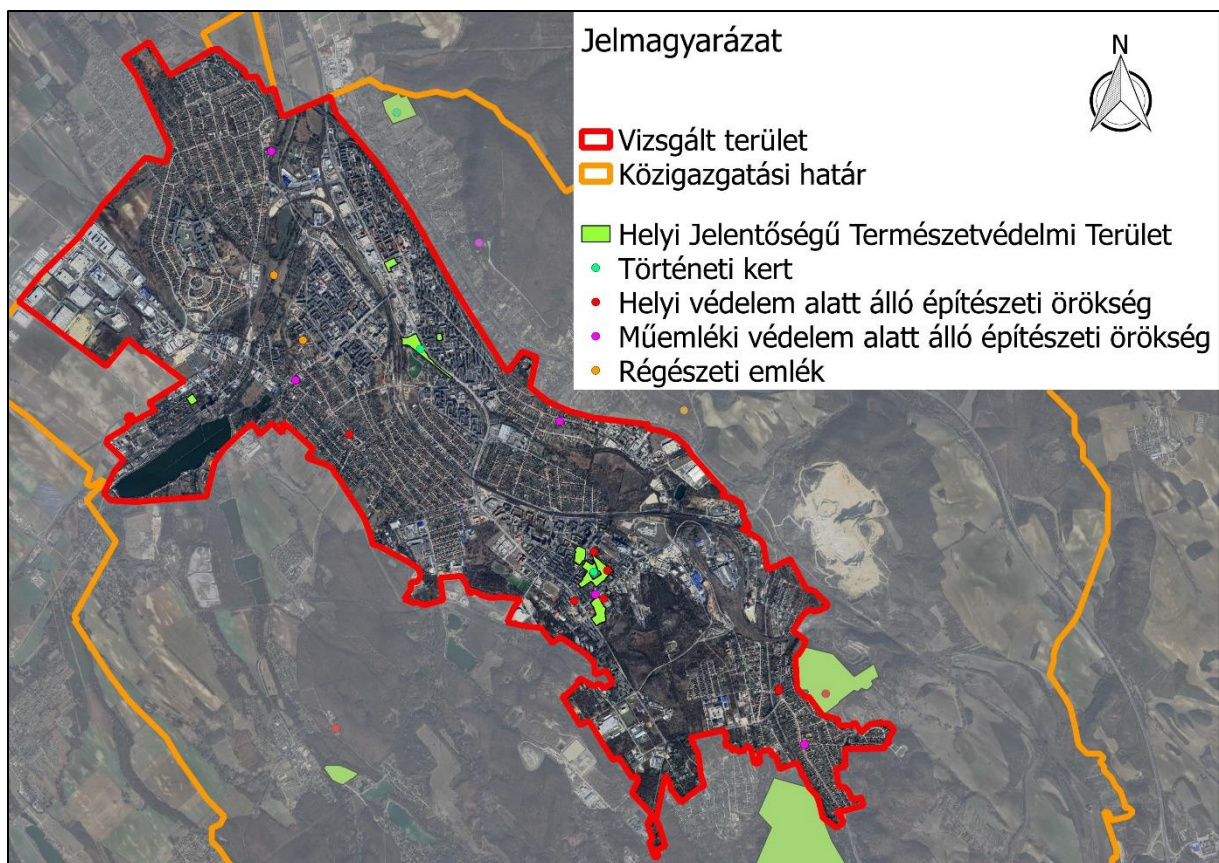 Jelmagyarázat
N
Vizsgált terület
Közigazgatási határ
Helyi Jelentőségű Természetvédelmi Terület
Történeti kert
Helyi védelem alatt álló építészeti örökség
Műemléki védelem alatt álló építészeti örökség
Régészeti emlék